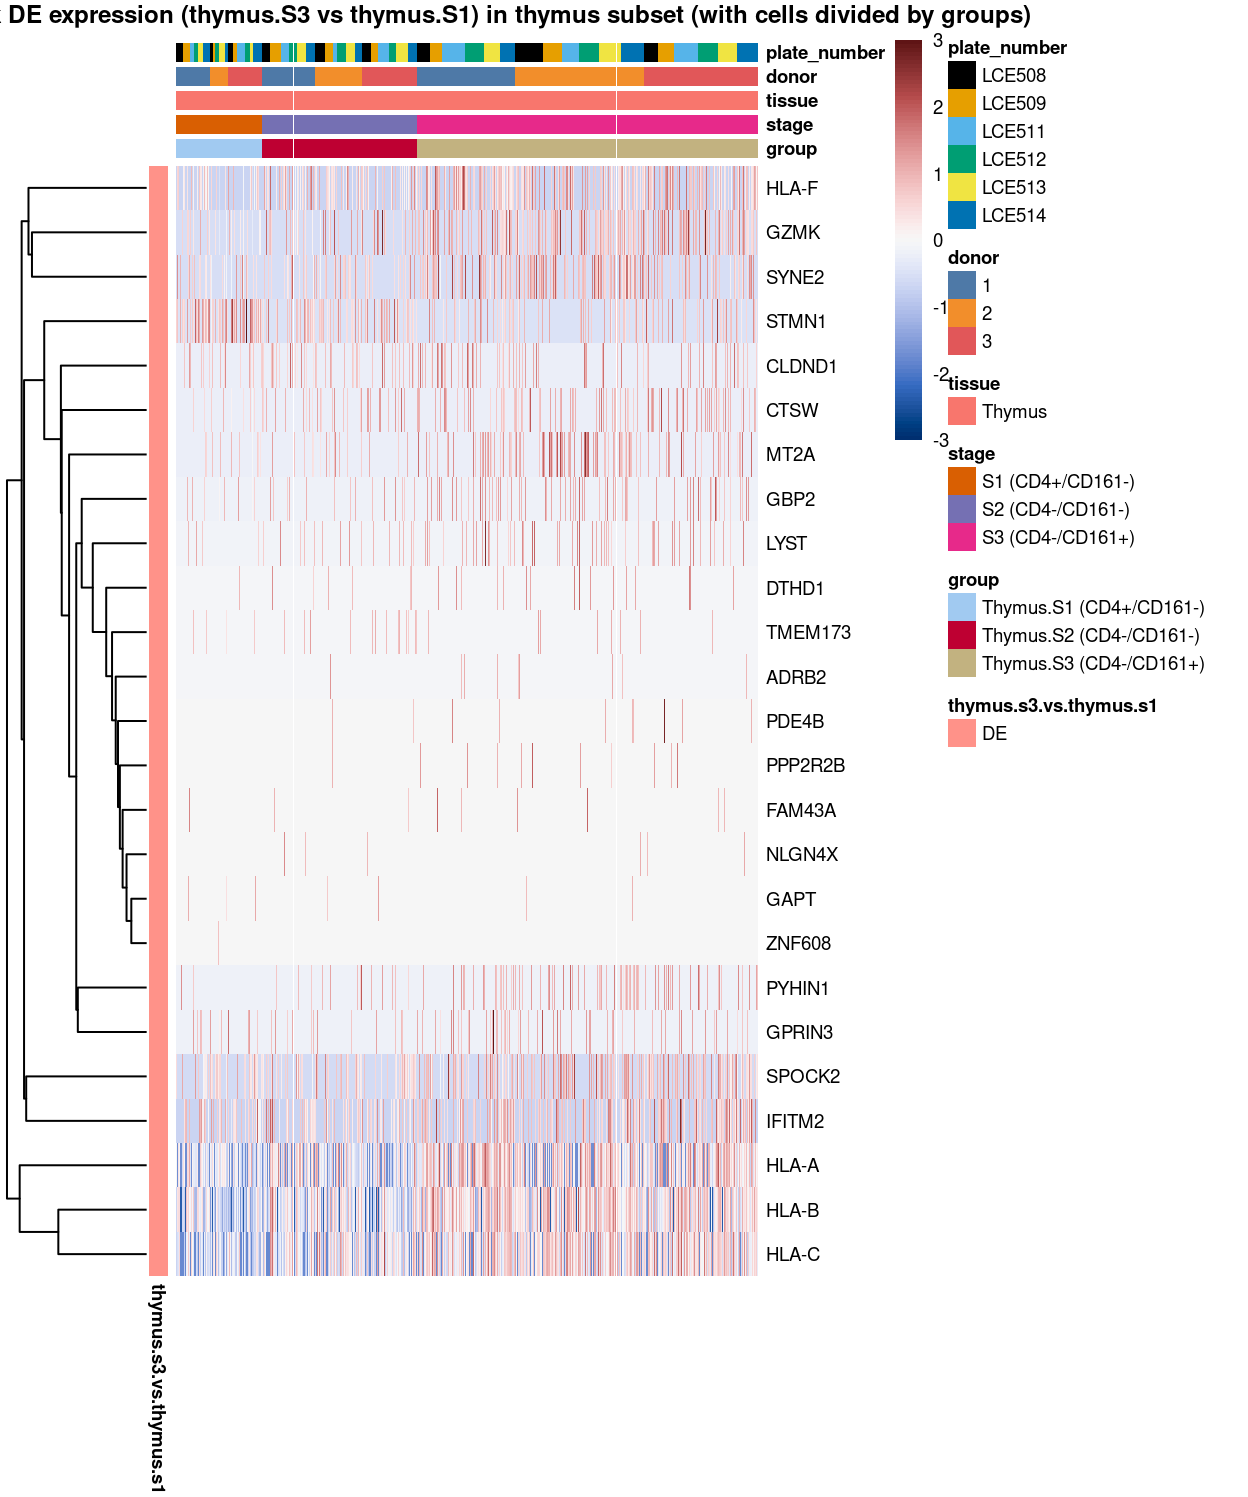 DE expression (thymus.S3 vs thymus.S1) in thymus subset (with cells divided by groups)
plate_number
donor
tissue
stage
group
HLA-F
GZMK
SYNE2
STMN1
CLDND1
CTSW
MT2A
GBP2
LYST
DTHD1
TMEM173
ADRB2
PDE4B
PPP2R2B
FAM43A
NLGN4X
GAPT
ZNF608
PYHIN1
GPRIN3
SPOCK2
IFITM2
HLA-A
HLA-B
HLA-C
thymus.s3.vs.thymus.s1
3
2
1
0
-1
-2
-3
plate_number
LCE508
LCE509
LCE511
LCE512
LCE513
LCE514
donor
1
2
3
tissue
Thymus
stage
S1 (CD4+/CD161-)
S2 (CD4-/CD161-)
S3 (CD4-/CD161+)
group
Thymus.S1 (CD4+/CD161-)
Thymus.S2 (CD4-/CD161-)
Thymus.S3 (CD4-/CD161+)
thymus.s3.vs.thymus.s1
DE